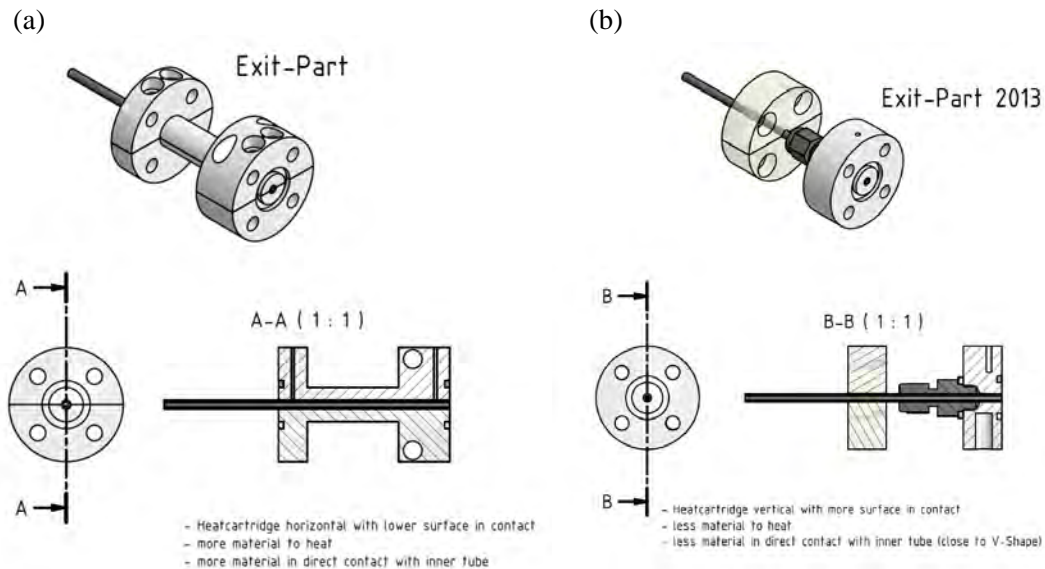 (a)
Exit-Part
A
A-A ( 1 : 1 )
A
- Heatcartridge horizontal with lower surface in contact
- more material to heat
- more material in direct contact with inner tube
(b)
Exit-Part 2013
B
B-B ( 1 : 1 )
B
- Heatcartridge vertical with more surface in contact
- less material to heat
- less material in direct contact with inner tube (close to V-Shape)